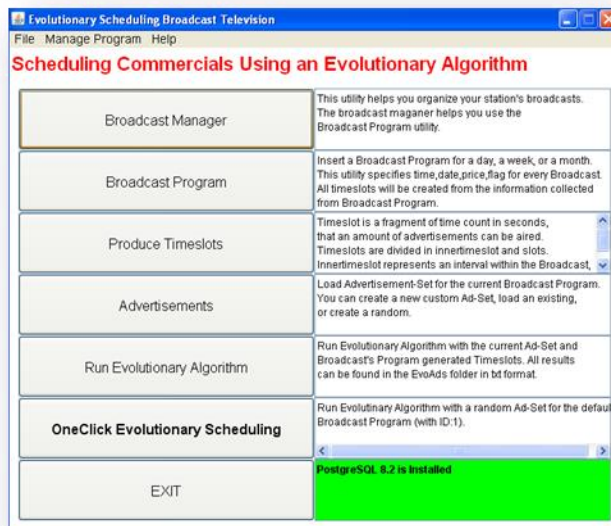 Evolutionary Scheduling Broadcast Television
File Manage Program Help
Scheduling Commercials Using an Evolutionary Algorithm
Broadcast Manager
This utility helps you organize your station's broadcasts.
The broadcast maganer helps you use the
Broadcast Program utility.
Broadcast Program
Insert a Broadcast Program for a day, a week, or a month.
This utility specifies time,date,price,flag for every Broadcast.
All timeslots will be created from the information collected
from Broadcast Program.
Produce Timeslots
Timeslot is a fragment of time count in seconds,
that an amount of advertisements can be aired.
Timeslots are divided in innertimeslot and slots.
Innertimeslot represents an interval within the Broadcast,
Advertisements
Load Advertisement-Set for the current Broadcast Program.
You can create a new custom Ad-Set, load an existing,
or create a random.
Run Evolutionary Algorithm
Run Evolutionary Algorithm with the current Ad-Set and
Broadcast's Program generated Timeslots. All results
can be found in the EvoAds folder in txt format.
OneClick Evolutionary Scheduling
Run Evolutinary Algorithm with a random Ad-Set for the defaul
Broadcast Program (with ID:1).
EXIT
PostgreSQL 8.2 is Installed